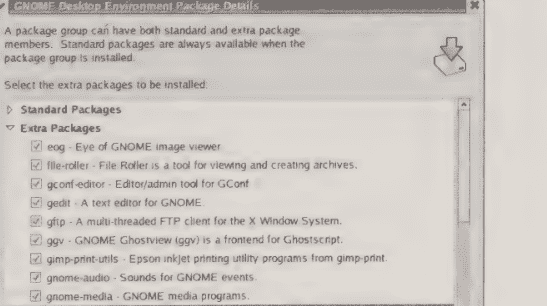 GNOME Desktop Environment Package Details
A package group can have both standard and extra package
members. Standard packages are always available when the
package group is installed.
Select the extra packages to be installed:
Standard Packages
Extra Packages
eog - Eye of GNOME image viewer
file-roller - File Roller is a tool for viewing and creating archives.
gconf-editor - Editor/admin tool for GConf
gedit - A text editor for GNOME.
gftp - A multi-threaded FTP client for the X Window System.
ggv - GNOME Ghostview (ggv) is a frontend for Ghostscript.
gimp-print-utils - Epson inkjet printing utility programs from gimp-print.
gnome-audio - Sounds for GNOME events.
gnome-media - GNOME media programs.